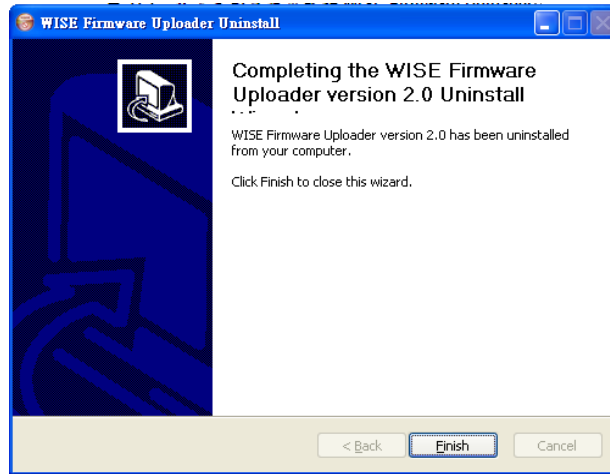 WISE Firmware Uploader Uninstall
Completing the WISE Firmware
Uploader version 2.0 Uninstall
WISE Firmware Uploader version 2.0 has been uninstalled
from your computer.
Click Finish to close this wizard.
< Back
Finish
Cancel